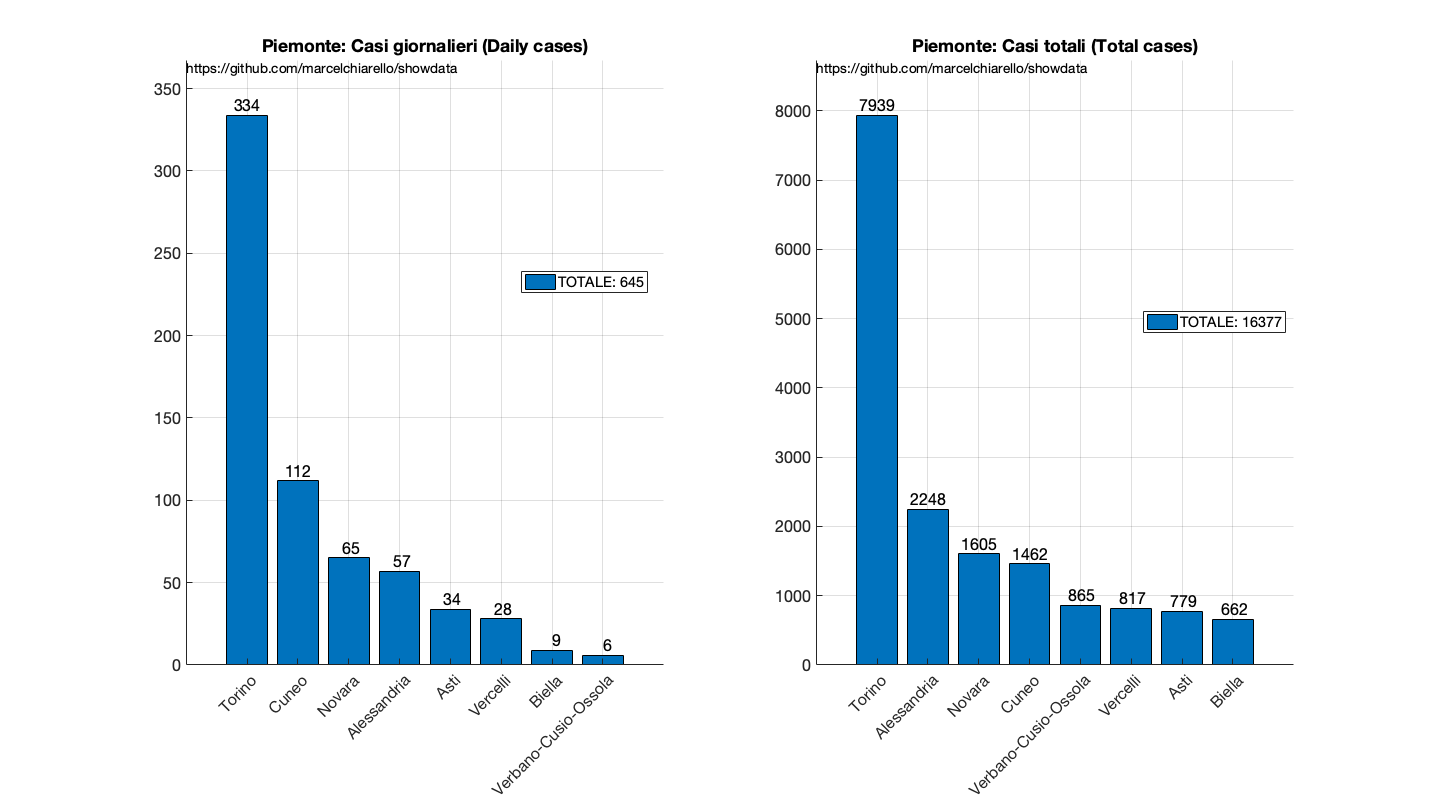 Piemonte: Casi giornalieri (Daily cases)
https://github.com/marcelchiarello/showdata
350
300
250
200
150
100
50
0
334
112
65
57
34
28
9
6
TOTALE: 645
Torino
Cuneo
Novara
Alessandria
Asti
Vercelli
Biella
Verbano-Cusio-Ossola
Piemonte: Casi totali (Total cases)
https://github.com/marcelchiarello/showdata
8000
7000
6000
5000
4000
3000
2000
1000
0
7939
2248
1605
1462
865
817
779
662
TOTALE: 16377
Torino
Alessandria
Novara
Cuneo
Verbano-Cusio-Ossola
Vercelli
Asti
Biella